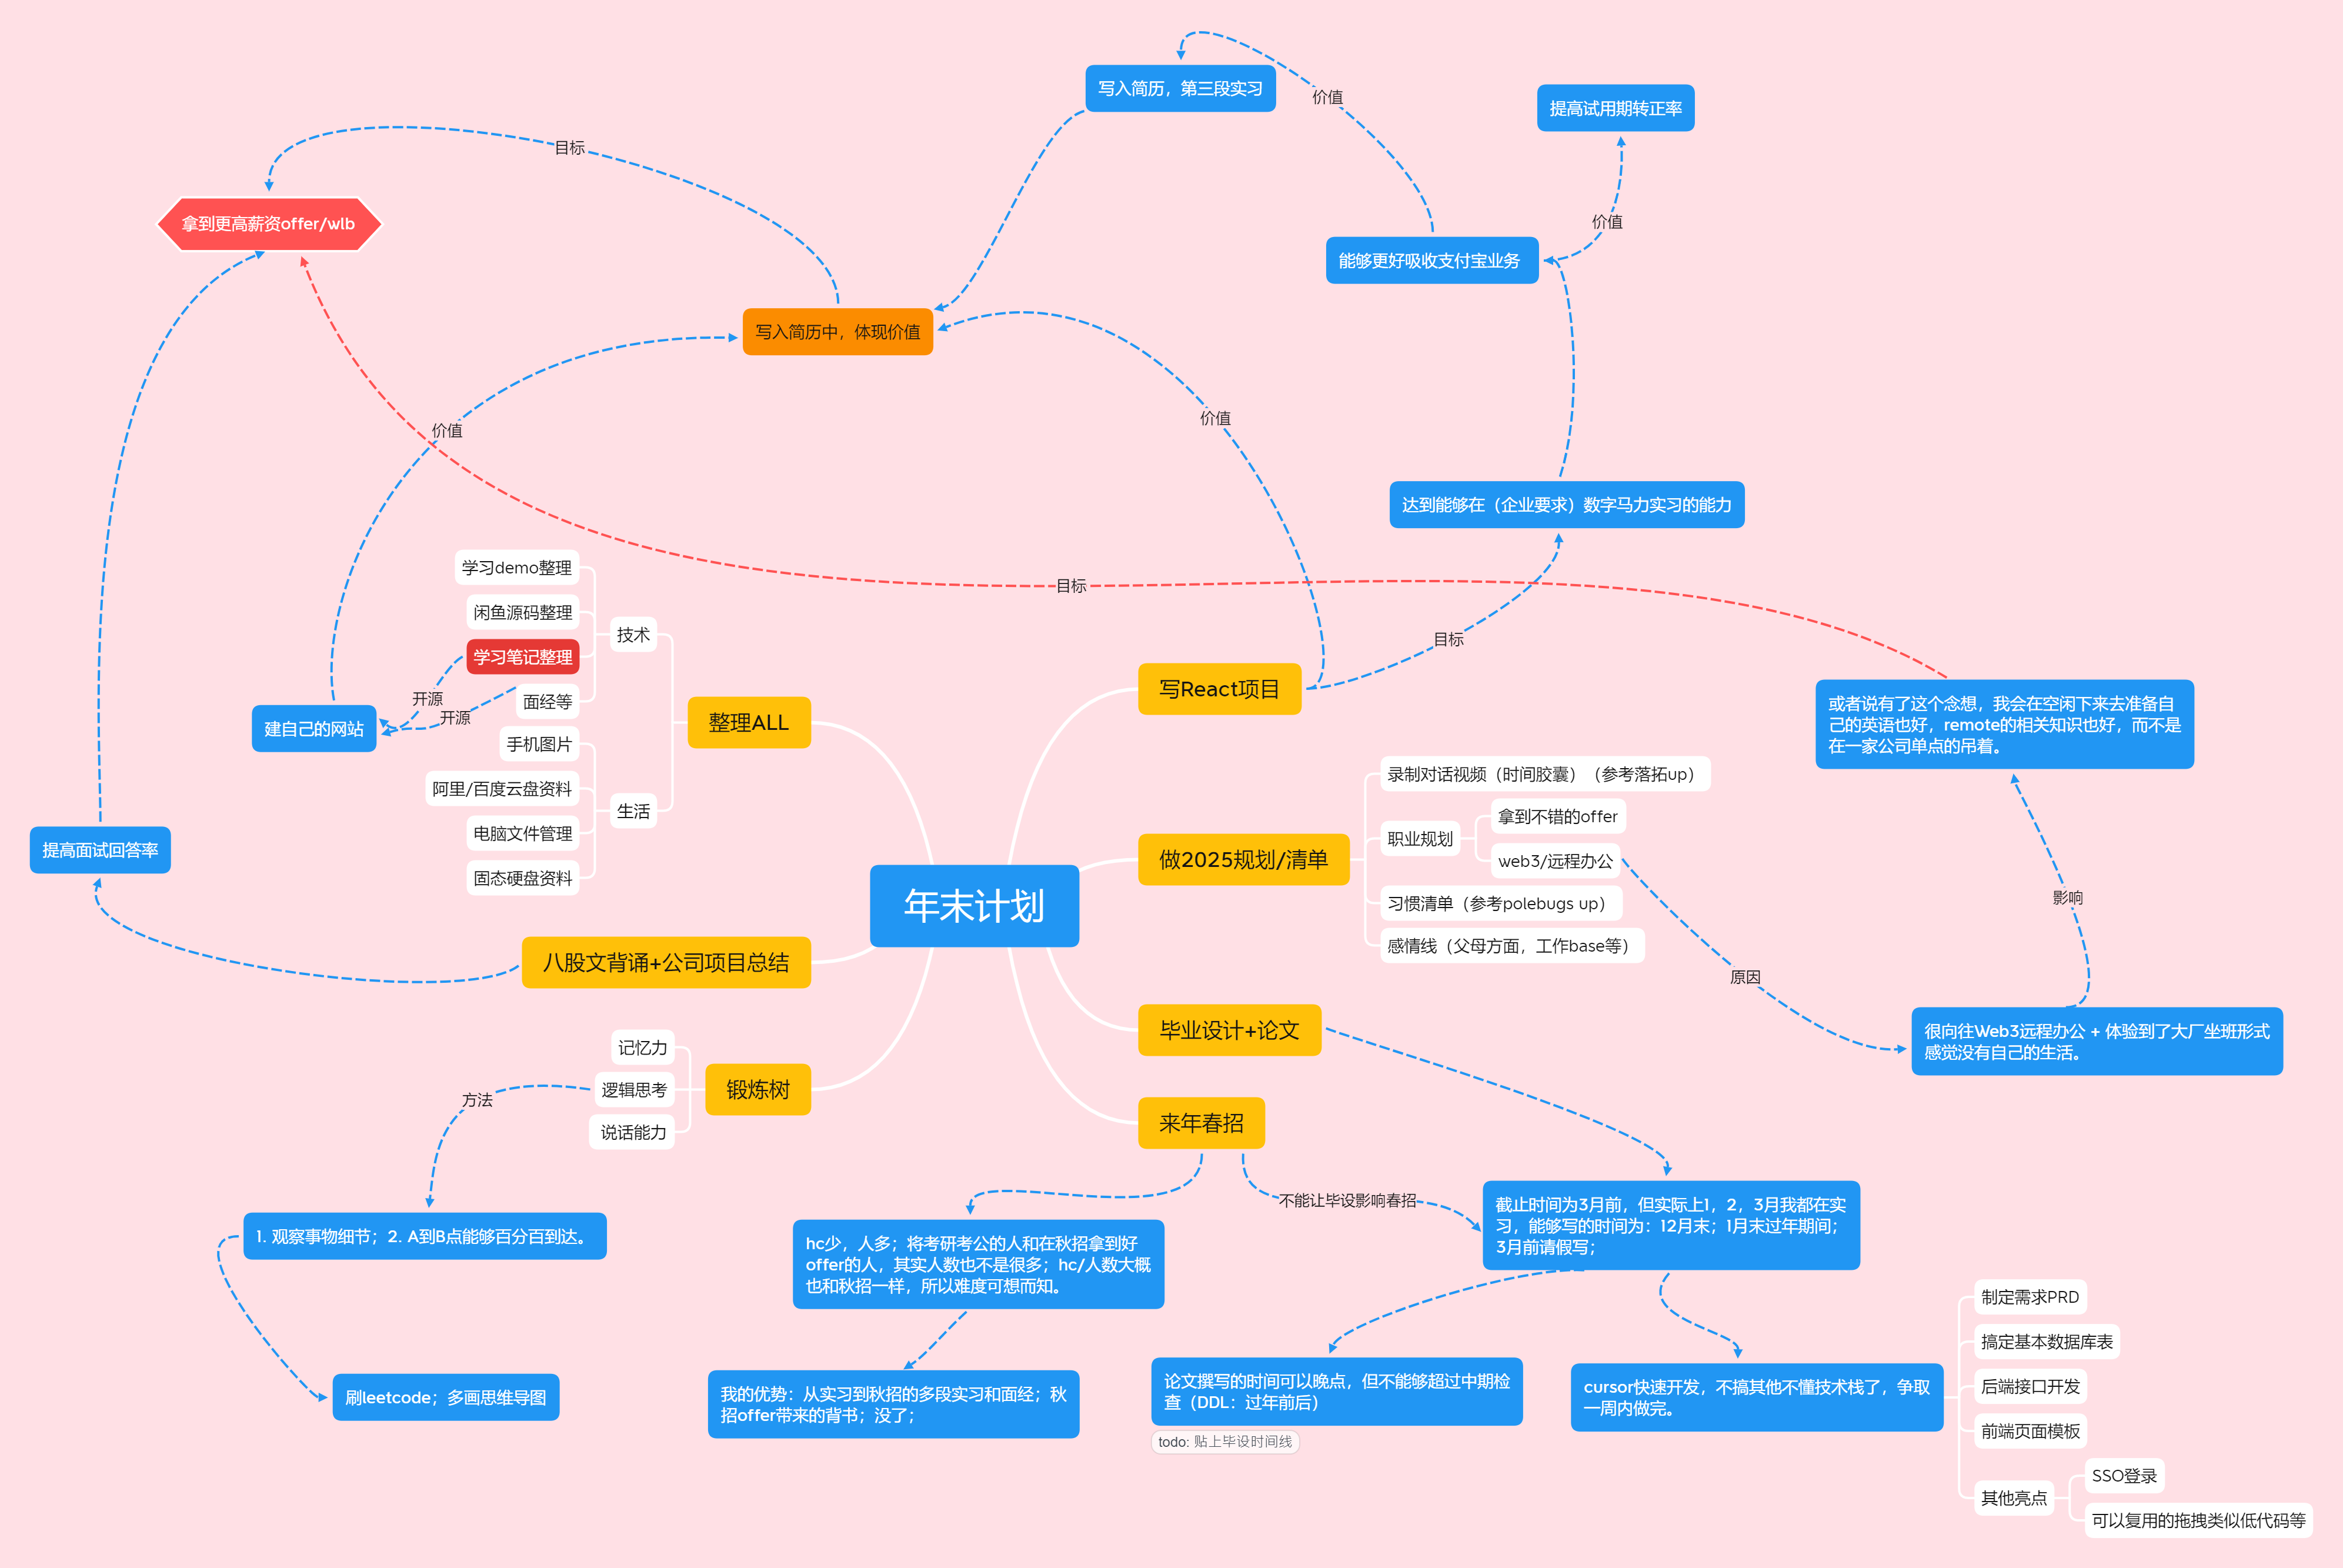 写入简历，第三段实习
价值
提高试用期转正率
目标
拿到更高薪资offer/wlb
价值
能够更好吸收支付宝业务
写入简历中，体现价值
价值
价值
达到能够在（企业要求）数字马力实习的能力
学习demo整理
目标
闲鱼源码整理
技术
目标
学习笔记整理
写React项目
开源
面经等
或者说有了这个念想，我会在空闲下来去准备自
己的英语也好，remote的相关知识也好，而不是
在一家公司单点的吊着。
开源
建自己的网站
整理ALL
手机图片
录制对话视频（时间胶囊）（参考落拓up）
阿里/百度云盘资料
生活
拿到不错的offer
电脑文件管理
职业规划
提高面试回答率
做2025规划/清单
web3/远程办公
固态硬盘资料
年末计划
习惯清单（参考polebugs up）
影响
感情线（父母方面，工作base等）
八股文背诵+公司项目总结
原因
毕业设计+论文
很向往Web3远程办公 + 体验到了大厂坐班形式
感觉没有自己的生活。
记忆力
逻辑思考
锻炼树
方法
来年春招
说话能力
不能让毕设影响春招
截止时间为3月前，但实际上1，2，3月我都在实
习，能够写的时间为：12月末；1月末过年期间；
3月前请假写；
1. 观察事物细节；2. A到B点能够百分百到达。
hc少，人多；将考研考公的人和在秋招拿到好
offer的人，其实人数也不是很多；hc/人数大概
也和秋招一样，所以难度可想而知。
制定需求PRD
搞定基本数据库表
刷leetcode；多画思维导图
我的优势：从实习到秋招的多段实习和面经；秋
招offer带来的背书；没了；
论文撰写的时间可以晚点，但不能够超过中期检
查（DDL：过年前后）
todo: 贴上毕设时间线
cursor快速开发，不搞其他不懂技术栈了，争取
一周内做完。
后端接口开发
前端页面模板
SSO登录
其他亮点
可以复用的拖拽类似低代码等